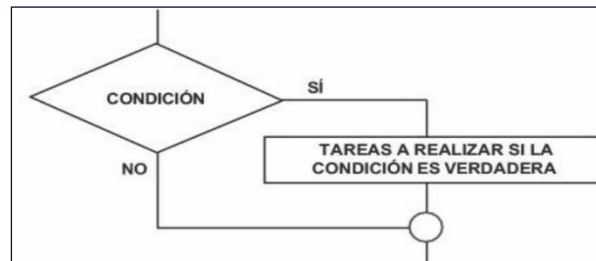 CONDICIÓN
SÍ
TAREAS A REALIZAR SI LA
CONDICIÓN ES VERDADERA
NO